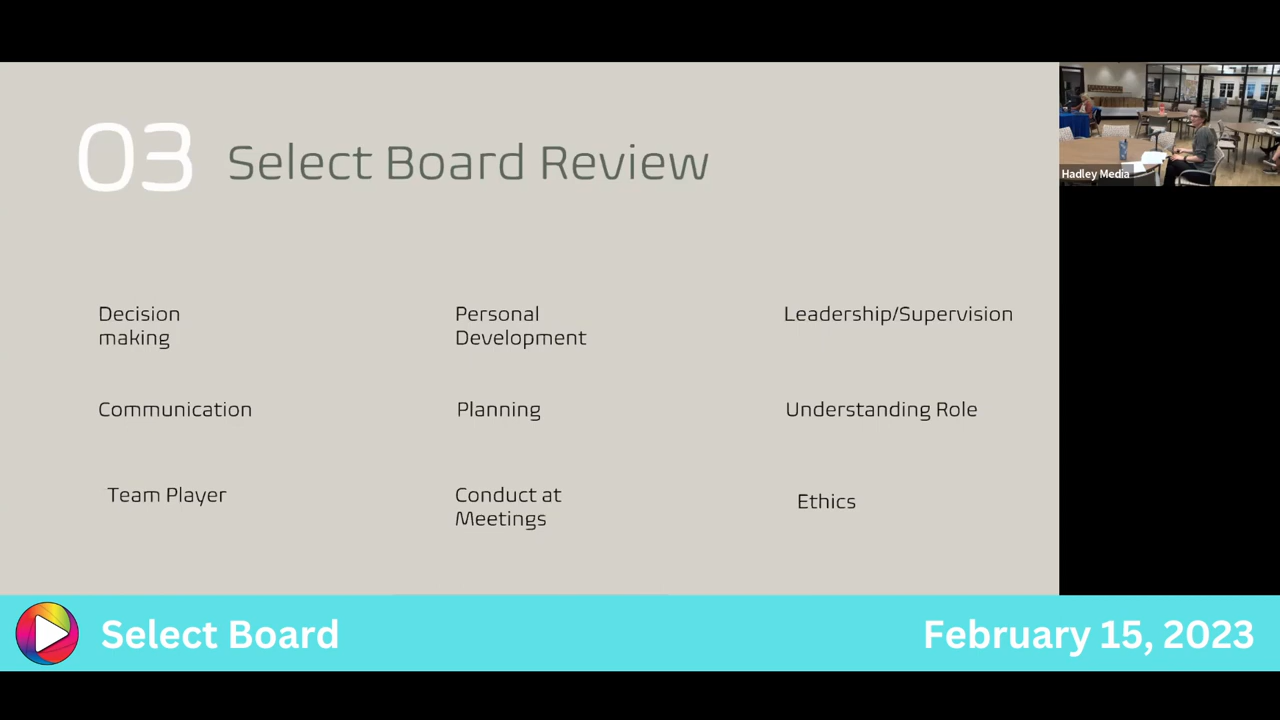 03 Select Board Review
Hadley Media
Decision
making
Personal
Development
Leadership/Supervision
Communication
Planning
Understanding Role
Team Player
Conduct at
Meetings
Ethics
Select Board
February 15, 2023